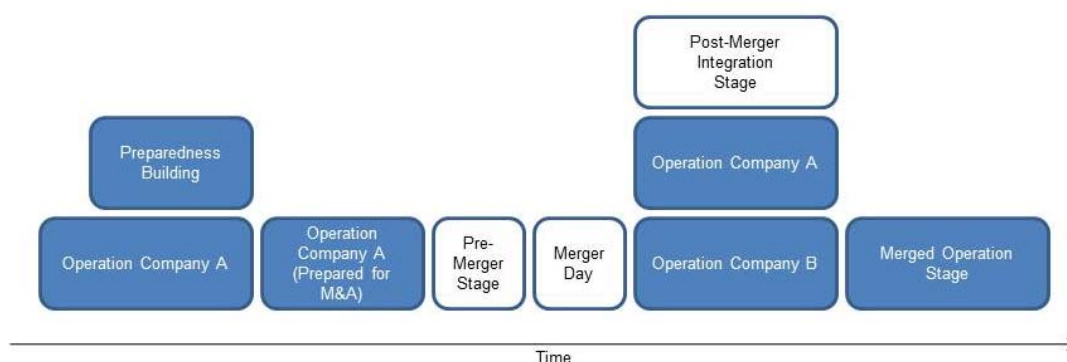 Post-Merger
Integration
Stage
Preparedness
Building
Operation Company A
Operation Company A
Operation
Company A
(Prepared for
M&A)
Pre-
Merger
Stage
Merger
Day
Operation Company B
Merged Operation
Stage
Time